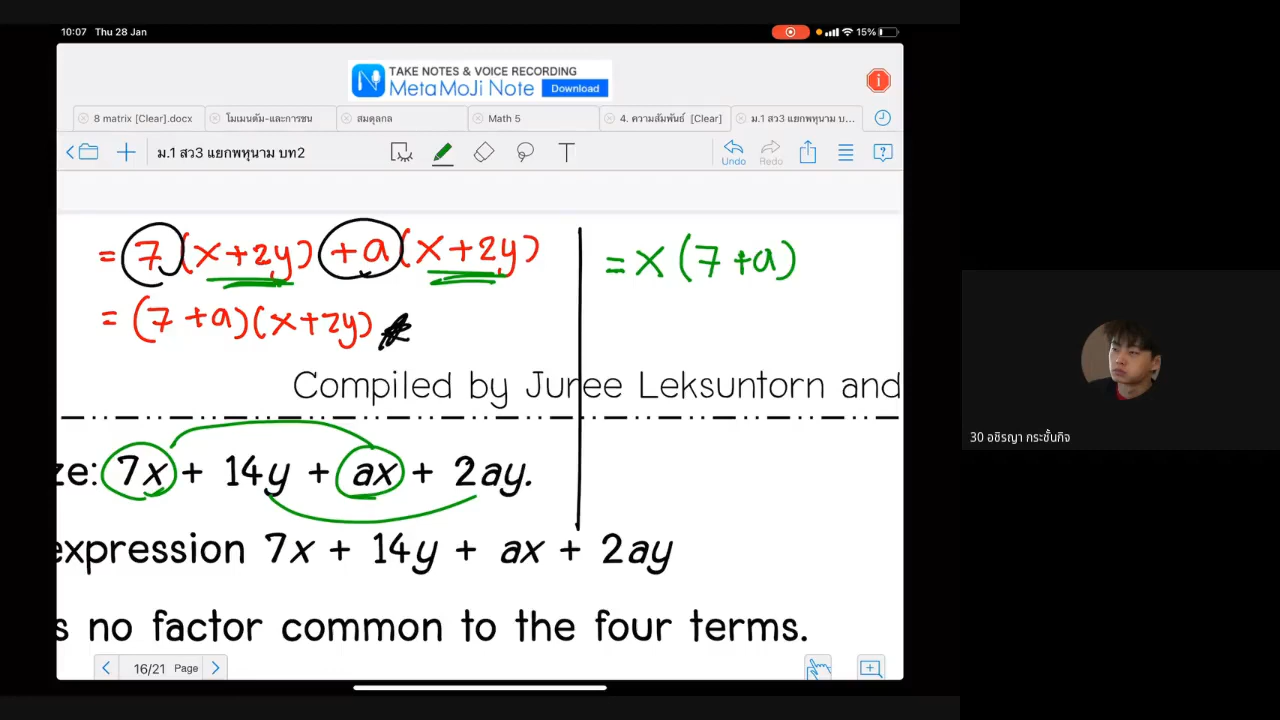 10:07 Thu 28 Jan 15%
TAKE NOTES & VOICE RECORDING
MetaMoJi Note Download
8 matrix [Clear].docx โมเมนตัม-และการชน สมดุลกล Math 5 4. ความสัมพันธ์ [Clear] ม.1 สว3 แยกพหุนาม บ...
ม.1 สว3 แยกพหุนาม บท2 T Undo Redo
= 7(x+2y) +a(x+2y) = x(7+a)
= (7+a)(x+2y)
Compiled by Juree Leksuntorn and
ze: 7x + 14y + ax + 2ay.
expression 7x + 14y + ax + 2ay
s no factor common to the four terms.
16/21 Page
30 อชิรญา กระชั้นกิจ